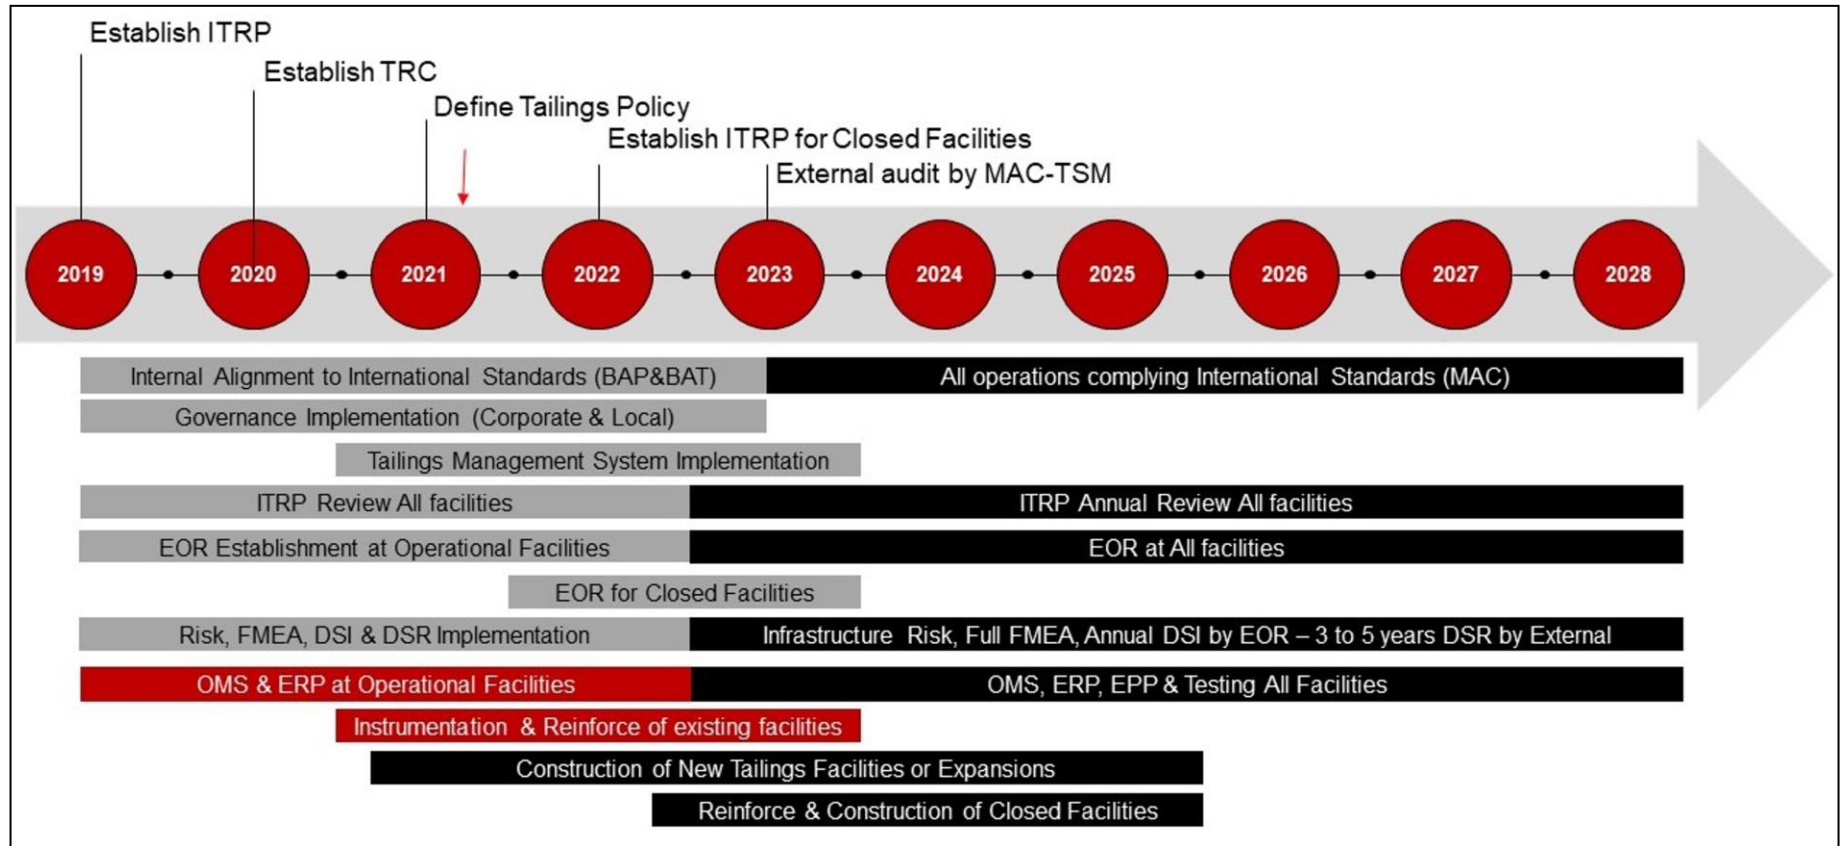 Establish ITRP
Establish TRC
Define Tailings Policy
Establish ITRP for Closed Facilities
External audit by MAC-TSM
2019 2020 2021 2022 2023 2024 2025 2026 2027 2028
Internal Alignment to International Standards (BAP&BAT) All operations complying International Standards (MAC)
Governance Implementation (Corporate & Local)
Tailings Management System Implementation
ITRP Review All facilities ITRP Annual Review All facilities
EOR Establishment at Operational Facilities EOR at All facilities
EOR for Closed Facilities
Risk, FMEA, DSI & DSR Implementation Infrastructure Risk, Full FMEA, Annual DSI by EOR – 3 to 5 years DSR by External
OMS & ERP at Operational Facilities OMS, ERP, EPP & Testing All Facilities
Instrumentation & Reinforce of existing facilities
Construction of New Tailings Facilities or Expansions
Reinforce & Construction of Closed Facilities